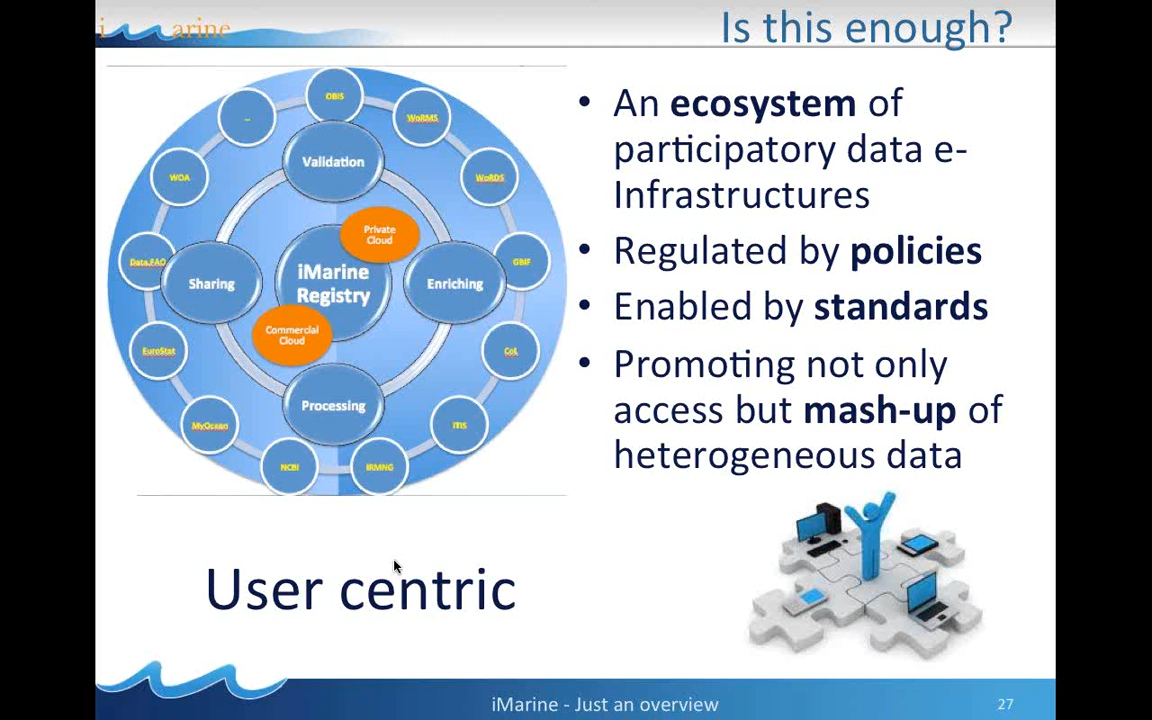 i arine
Is this enough?
OBIS
...
WoRMS
WOA
Validation
WoRDS
Private
Cloud
Data.FAO
Sharing
iMarine
Registry
Enriching
GBIF
Commercial
Cloud
EuroStat
CoL
Processing
MyOcean
ITIS
NCBI
IRMNG
• An ecosystem of
participatory data e-
Infrastructures
• Regulated by policies
• Enabled by standards
• Promoting not only
access but mash-up of
heterogeneous data
User centric
iMarine - Just an overview
27